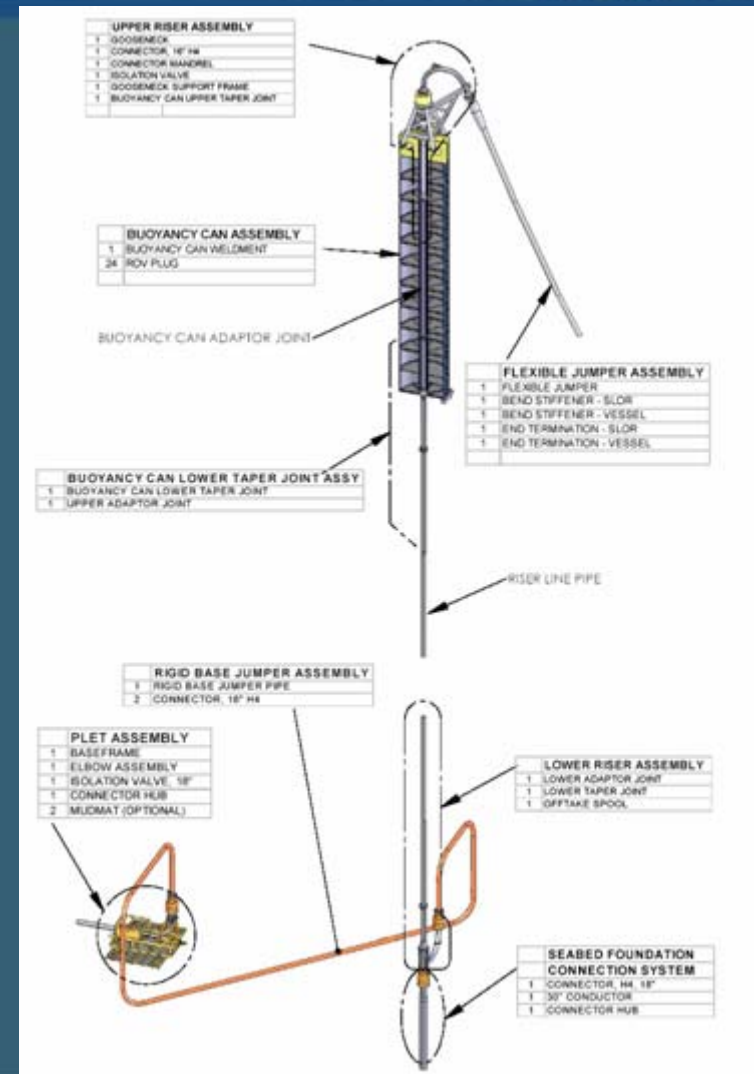 UPPER RISER ASSEMBLY
1 GOOSENECK
1 CONNECTOR, 16" H4
1 CONNECTOR MANDREL
1 ISOLATION VALVE
1 GOOSENECK SUPPORT FRAME
1 BUOYANCY CAN UPPER TAPER JOINT
BUOYANCY CAN ASSEMBLY
1 BUOYANCY CAN WELDMENT
24 ROV PLUG
BUOYANCY CAN ADAPTOR JOINT
FLEXIBLE JUMPER ASSEMBLY
1 FLEXIBLE JUMPER
1 BEND STIFFENER - SLOR
1 BEND STIFFENER - VESSEL
1 END TERMINATION - SLOR
1 END TERMINATION - VESSEL
BUOYANCY CAN LOWER TAPER JOINT ASSY
1 BUOYANCY CAN LOWER TAPER JOINT
1 UPPER ADAPTOR JOINT
RISER LINE PIPE
RIGID BASE JUMPER ASSEMBLY
1 RIGID BASE JUMPER PIPE
2 CONNECTOR, 18" H4
PLET ASSEMBLY
1 BASEFRAME
1 ELBOW ASSEMBLY
1 ISOLATION VALVE, 18"
1 CONNECTOR HUB
2 MUDMAT (OPTIONAL)
LOWER RISER ASSEMBLY
1 LOWER ADAPTOR JOINT
1 LOWER TAPER JOINT
1 OFFTAKE SPOOL
SEABED FOUNDATION
CONNECTION SYSTEM
1 CONNECTOR, H4, 18"
1 30" CONDUCTOR
1 CONNECTOR HUB